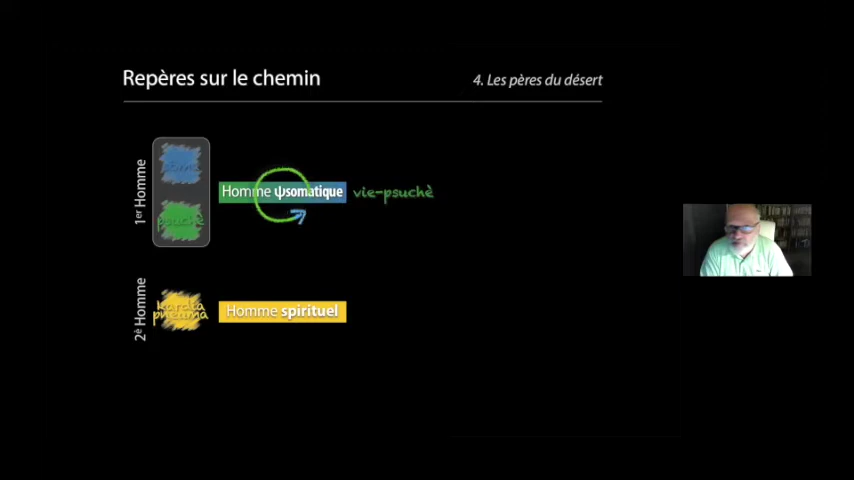 Repères sur le chemin
4. Les pères du désert
1er Homme
psuchè
Homme ψsomatique
vie-psuchè
2è Homme
kardia
pneuma
Homme spirituel